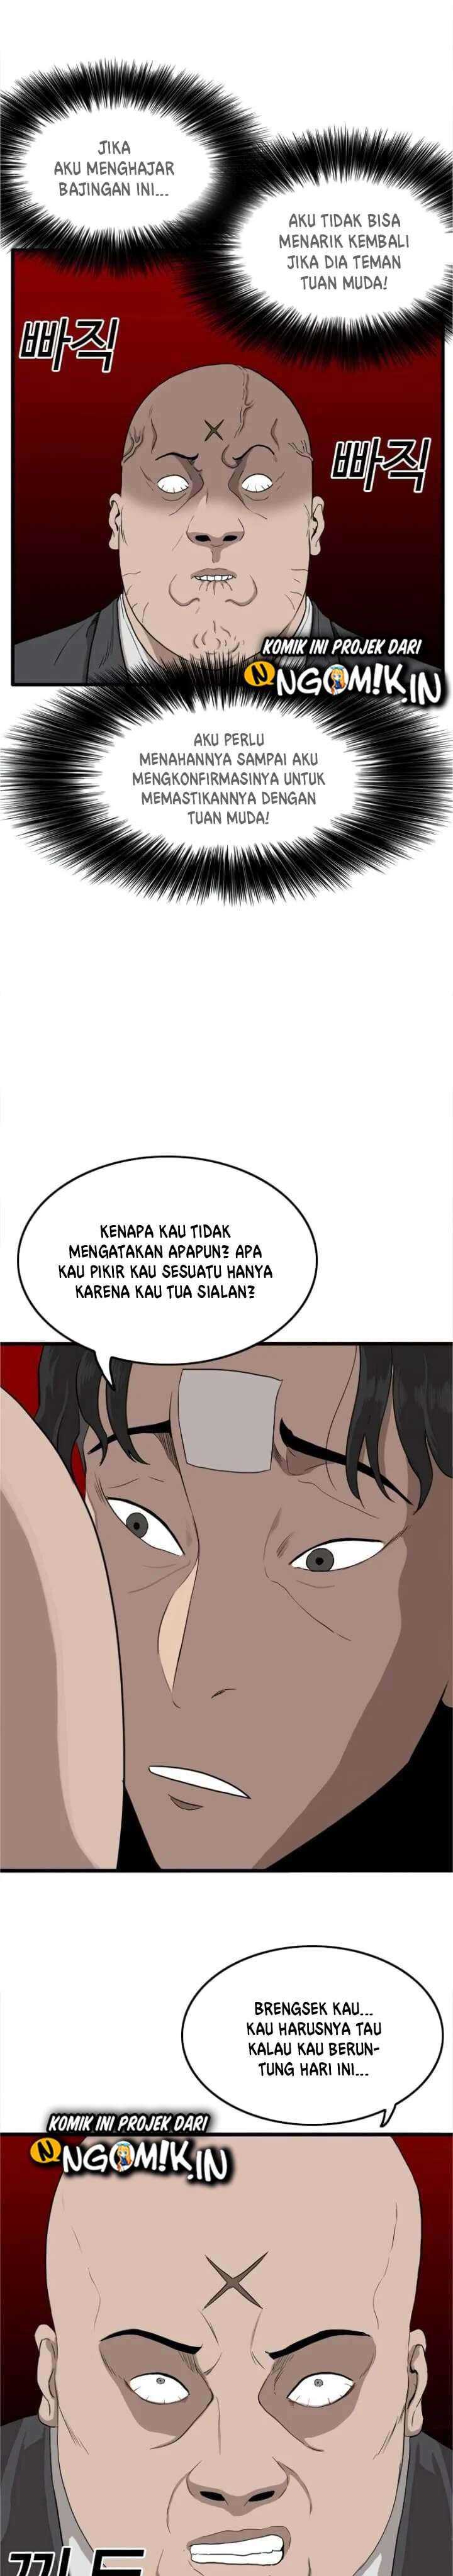 JIKA
AKU MENGHAJAR
BAJINGAN INI...
AKU TIDAK BISA
MENARIK KEMBALI
JIKA DIA TEMAN
TUAN MUDA!
빠직
빠직
KOMIK INI PROJEK DARI
N NGOMIK.IN
AKU PERLU
MENAHANNYA SAMPAI AKU
MENGKONFIRMASINYA UNTUK
MEMASTIKANNYA DENGAN
TUAN MUDA!
KENAPA KAU TIDAK
MENGATAKAN APAPUN? APA
KAU PIKIR KAU SESUATU HANYA
KARENA KAU TUA SIALAN?
BRENGSEK KAU...
KAU HARUSNYA TAU
KALAU KAU BERUN-
TUNG HARI INI...
KOMIK INI PROJEK DARI
N NGOMIK.IN